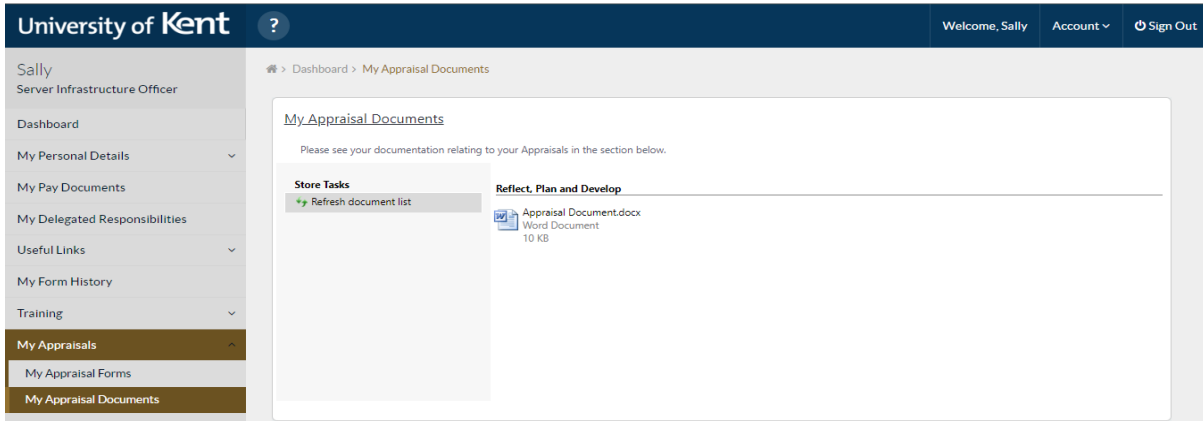 University of Kent
?
Welcome, Sally
Account
Sign Out
Sally
Server Infrastructure Officer
Dashboard
My Personal Details
My Pay Documents
My Delegated Responsibilities
Useful Links
My Form History
Training
My Appraisals
My Appraisal Forms
My Appraisal Documents
> Dashboard > My Appraisal Documents
My Appraisal Documents
Please see your documentation relating to your Appraisals in the section below.
Store Tasks
Refresh document list
Reflect, Plan and Develop
Appraisal Document.docx
Word Document
10 KB